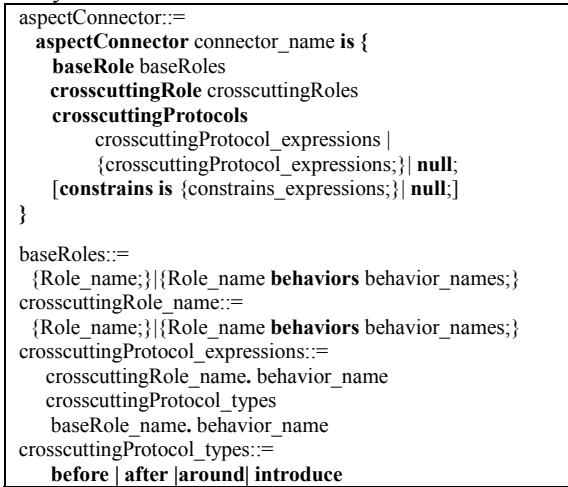 aspectConnector::=
aspectConnector connector_name is {
baseRole baseRoles
crosscuttingRole crosscuttingRoles
crosscuttingProtocols
crosscuttingProtocol_expressions |
{crosscuttingProtocol_expressions;}| null;
[constrains is {constrains_expressions;}| null;]
}
baseRoles::=
{Role_name;}|{Role_name behaviors behavior_names;}
crosscuttingRole_name::=
{Role_name;}|{Role_name behaviors behavior_names;}
crosscuttingProtocol_expressions::=
crosscuttingRole_name. behavior_name
crosscuttingProtocol_types
baseRole_name. behavior_name
crosscuttingProtocol_types::=
before | after |around| introduce